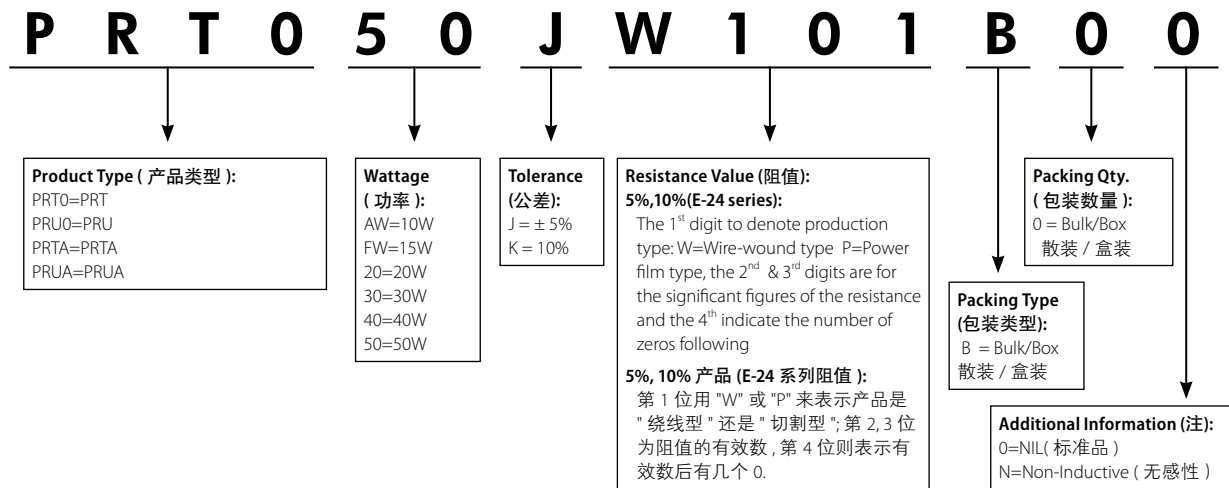 PRT050JW101B00
Product Type ( 产品类型 ):
PRT0=PRT
PRU0=PRU
PRTA=PRTA
PRUA=PRUA
Wattage
( 功率 ):
AW=10W
FW=15W
20=20W
30=30W
40=40W
50=50W
Tolerance
(公差):
J = ± 5%
K = 10%
Resistance Value (阻值):
5%,10%(E-24 series):
The 1st digit to denote production
type: W=Wire-wound type P=Power
film type, the 2nd & 3rd digits are for
the significant figures of the resistance
and the 4th indicate the number of
zeros following
5%, 10% 产品 (E-24 系列阻值 ):
第 1 位用 "W" 或 "P" 来表示产品是
" 绕线型 " 还是 " 切割型 "; 第 2, 3 位
为阻值的有效数 , 第 4 位则表示有
效数后有几个 0.
Packing Type
(包装类型):
B = Bulk/Box
散装 / 盒装
Packing Qty.
( 包装数量 ):
0 = Bulk/Box
散装 / 盒装
Additional Information (注):
0=NIL( 标准品 )
N=Non-Inductive ( 无感性 )